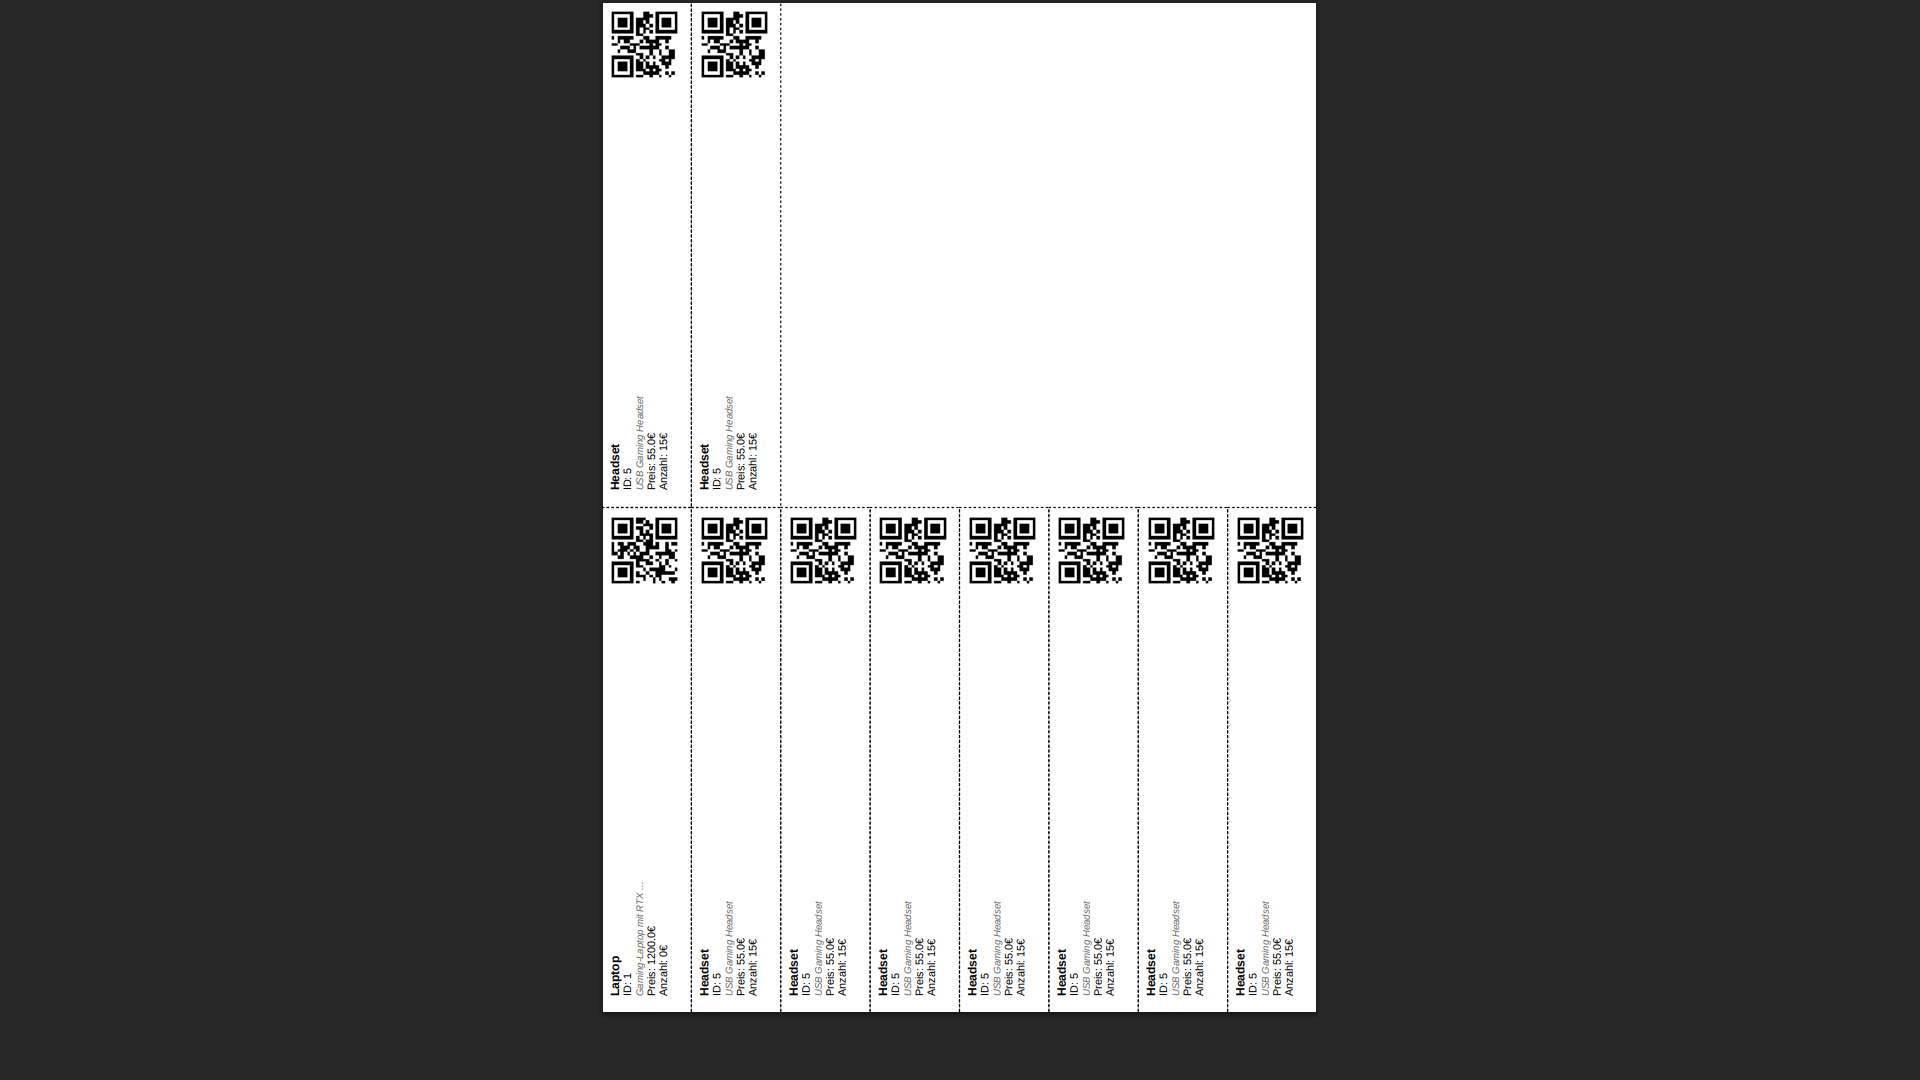 Laptop
ID: 1
Gaming-Laptop mit RTX ...
Preis: 1200.0€
Anzahl: 0€
Headset
ID: 5
USB Gaming Headset
Preis: 55.0€
Anzahl: 15€
Headset
ID: 5
USB Gaming Headset
Preis: 55.0€
Anzahl: 15€
Headset
ID: 5
USB Gaming Headset
Preis: 55.0€
Anzahl: 15€
Headset
ID: 5
USB Gaming Headset
Preis: 55.0€
Anzahl: 15€
Headset
ID: 5
USB Gaming Headset
Preis: 55.0€
Anzahl: 15€
Headset
ID: 5
USB Gaming Headset
Preis: 55.0€
Anzahl: 15€
Headset
ID: 5
USB Gaming Headset
Preis: 55.0€
Anzahl: 15€
Headset
ID: 5
USB Gaming Headset
Preis: 55.0€
Anzahl: 15€
Headset
ID: 5
USB Gaming Headset
Preis: 55.0€
Anzahl: 15€